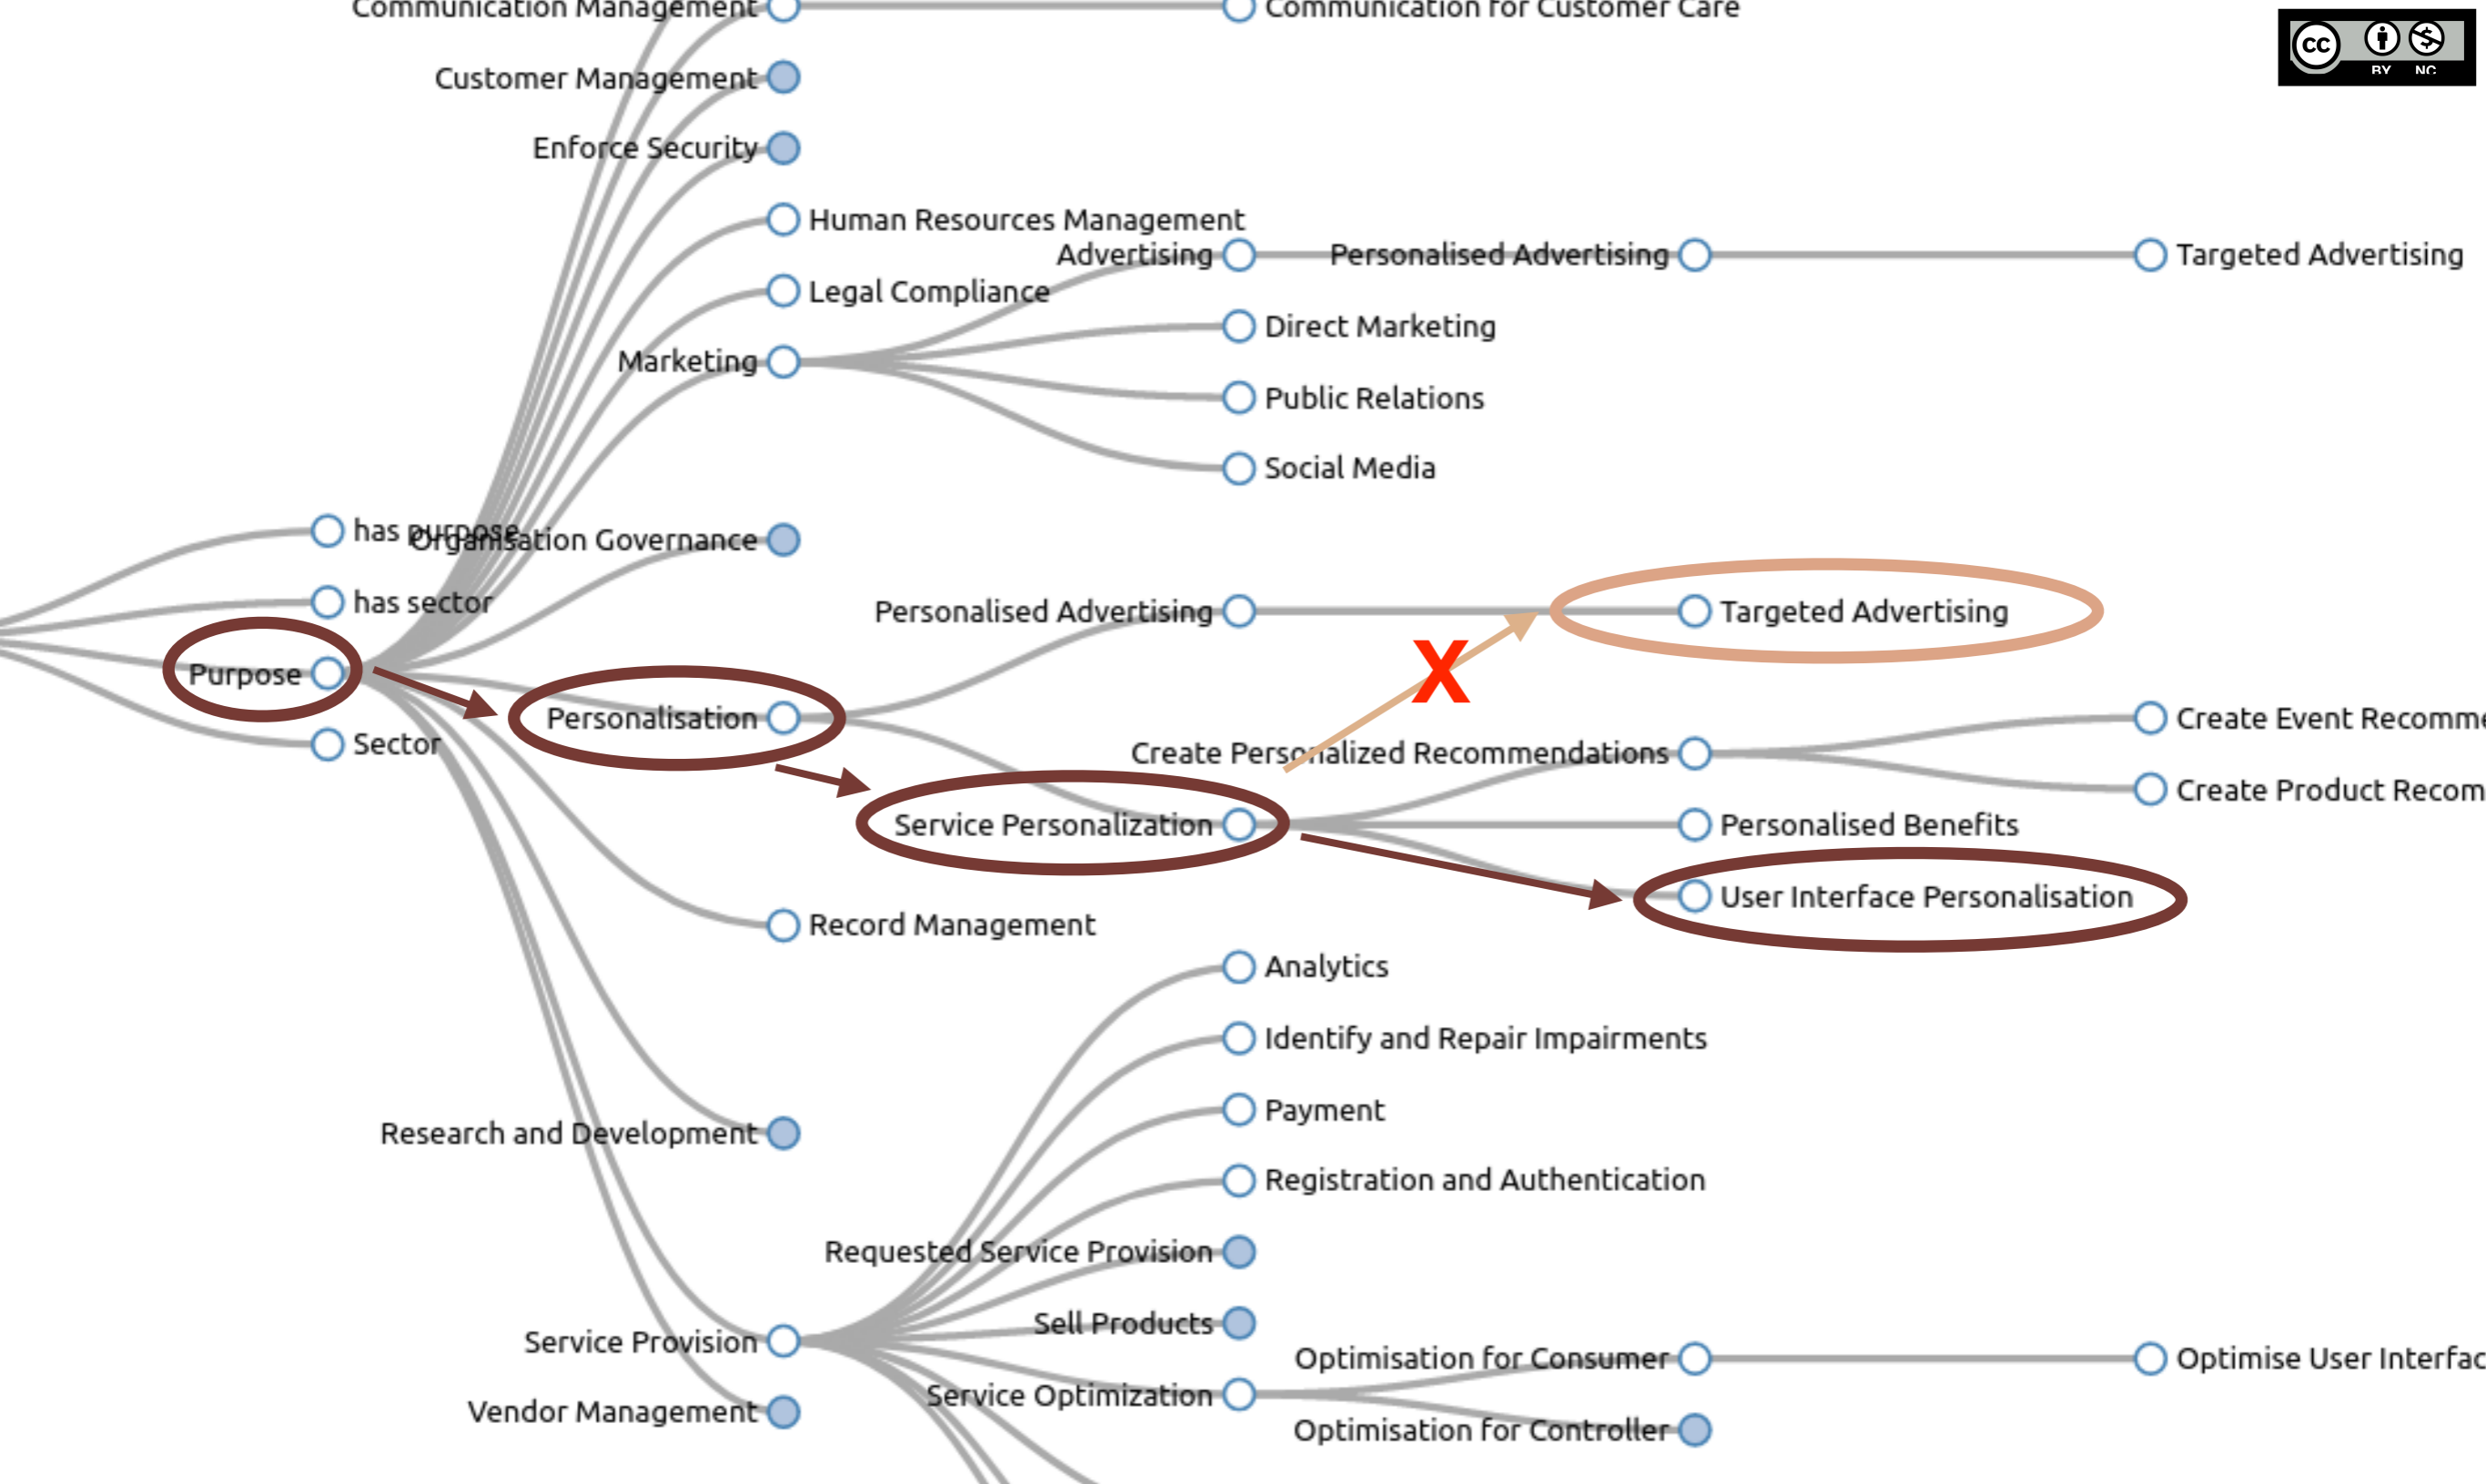 Communication Management
Communication for Customer Care
CC
BY NC
Customer Management
Enforce Security
Human Resources Management
Advertising
Personalised Advertising
Targeted Advertising
Legal Compliance
Direct Marketing
Marketing
Public Relations
Social Media
has purpose
Organisation Governance
has sector
Personalised Advertising
Targeted Advertising
X
Purpose
Personalisation
Sector
Create Personalized Recommendations
Create Event Recomme
Create Product Recom
Service Personalization
Personalised Benefits
User Interface Personalisation
Record Management
Analytics
Identify and Repair Impairments
Payment
Research and Development
Registration and Authentication
Requested Service Provision
Sell Products
Service Provision
Optimisation for Consumer
Optimise User Interfac
Service Optimization
Vendor Management
Optimisation for Controller